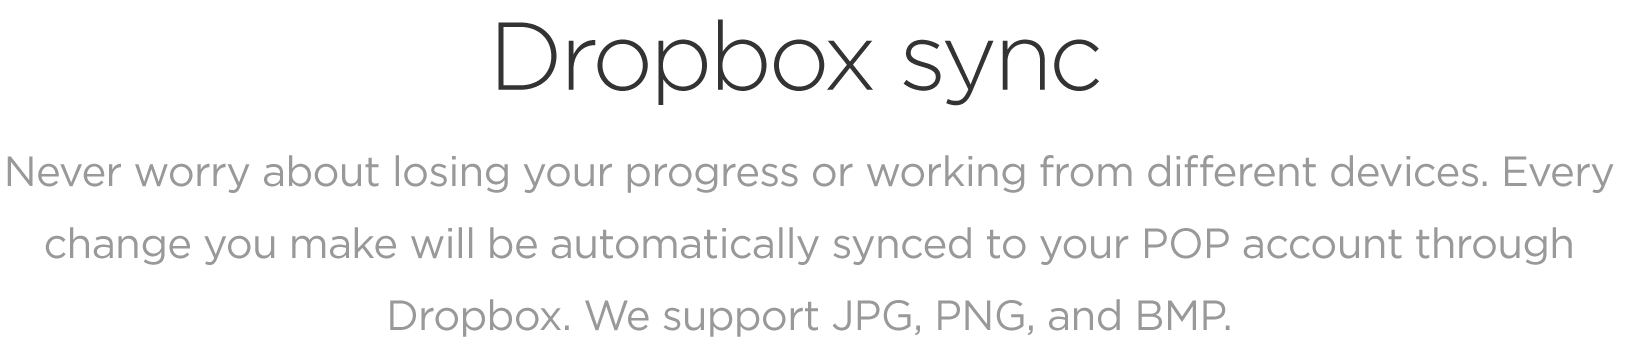 Dropbox sync
Never worry about losing your progress or working from different devices. Every
change you make will be automatically synced to your POP account through
Dropbox. We support JPG, PNG, and BMP.